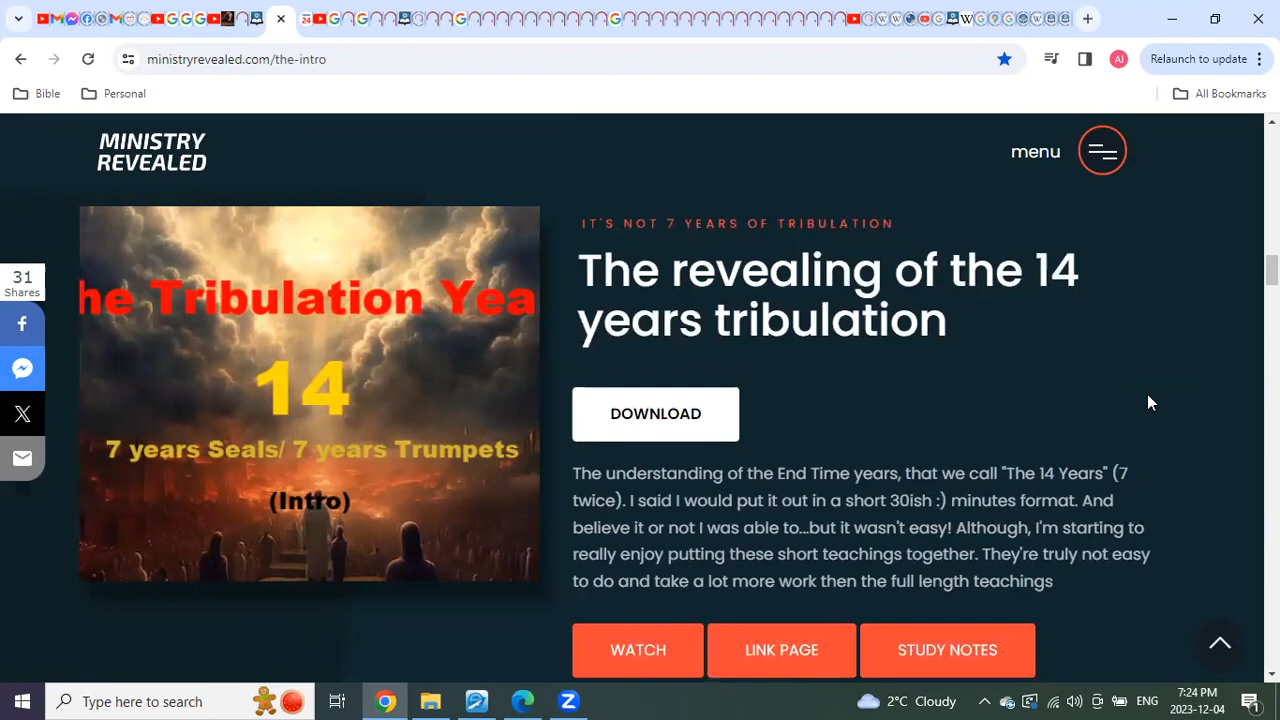 24
ministryrevealed.com/the-intro
AI
Relaunch to update
Bible
Personal
All Bookmarks
MINISTRY
REVEALED
menu
31
Shares
he Tribulation Yea
14
7 years Seals/ 7 years Trumpets
(Intro)
IT'S NOT 7 YEARS OF TRIBULATION
The revealing of the 14
years tribulation
DOWNLOAD
The understanding of the End Time years, that we call "The 14 Years" (7
twice). I said I would put it out in a short 30ish :) minutes format. And
believe it or not I was able to...but it wasn't easy! Although, I'm starting to
really enjoy putting these short teachings together. They're truly not easy
to do and take a lot more work then the full length teachings
WATCH
LINK PAGE
STUDY NOTES
Type here to search
2°C Cloudy
ENG
7:24 PM
2023-12-04
1